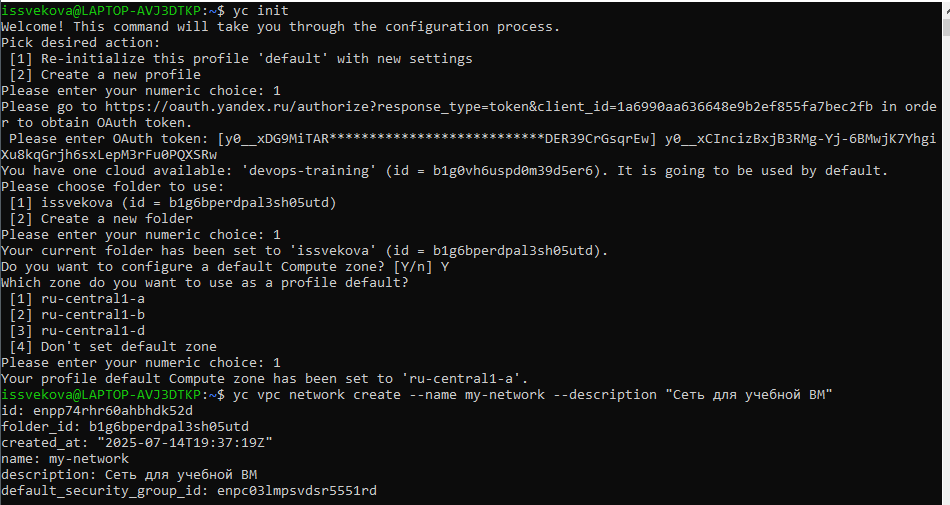 issvekova@LAPTOP-AVJ3DTKP:~$ yc init
Welcome! This command will take you through the configuration process.
Pick desired action:
 [1] Re-initialize this profile 'default' with new settings
 [2] Create a new profile
Please enter your numeric choice: 1
Please go to https://oauth.yandex.ru/authorize?response_type=token&client_id=1a6990aa636648e9b2ef855fa7bec2fb in orde
r to obtain OAuth token.
 Please enter OAuth token: [y0__xDG9MiTAR***************************DER39CrGsqrEw] y0__xCIncizBxjB3RMg-Yj-6BMwjK7Yhgi
Xu8kqGrjh6sxLepM3rFu0PQXSRw
You have one cloud available: 'devops-training' (id = b1g0vh6uspd0m39d5er6). It is going to be used by default.
Please choose folder to use:
 [1] issvekova (id = b1g6bperdpal3sh05utd)
 [2] Create a new folder
Please enter your numeric choice: 1
Your current folder has been set to 'issvekova' (id = b1g6bperdpal3sh05utd).
Do you want to configure a default Compute zone? [Y/n] Y
Which zone do you want to use as a profile default?
 [1] ru-central1-a
 [2] ru-central1-b
 [3] ru-central1-d
 [4] Don't set default zone
Please enter your numeric choice: 1
Your profile default Compute zone has been set to 'ru-central1-a'.
issvekova@LAPTOP-AVJ3DTKP:~$ yc vpc network create --name my-network --description "Сеть для учебной ВМ"
id: enpp74rhr60ahbhdk52d
folder_id: b1g6bperdpal3sh05utd
created_at: "2025-07-14T19:37:19Z"
name: my-network
description: Сеть для учебной ВМ
default_security_group_id: enpc03lmpsvdsr5551rd